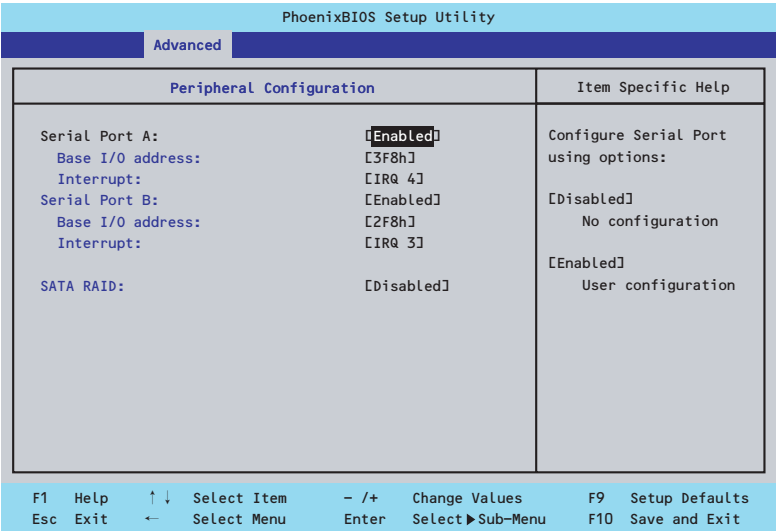 PhoenixBIOS Setup Utility
Advanced
Peripheral Configuration
Item Specific Help
Serial Port A: [Enabled]
Base I/O address: [3F8h]
Interrupt: [IRQ 4]
Serial Port B: [Enabled]
Base I/O address: [2F8h]
Interrupt: [IRQ 3]
SATA RAID: [Disabled]
Configure Serial Port
using options:
[Disabled]
No configuration
[Enabled]
User configuration
F1 Help ↑↓ Select Item - /+ Change Values F9 Setup Defaults
Esc Exit ← Select Menu Enter Select ▶ Sub-Menu F10 Save and Exit